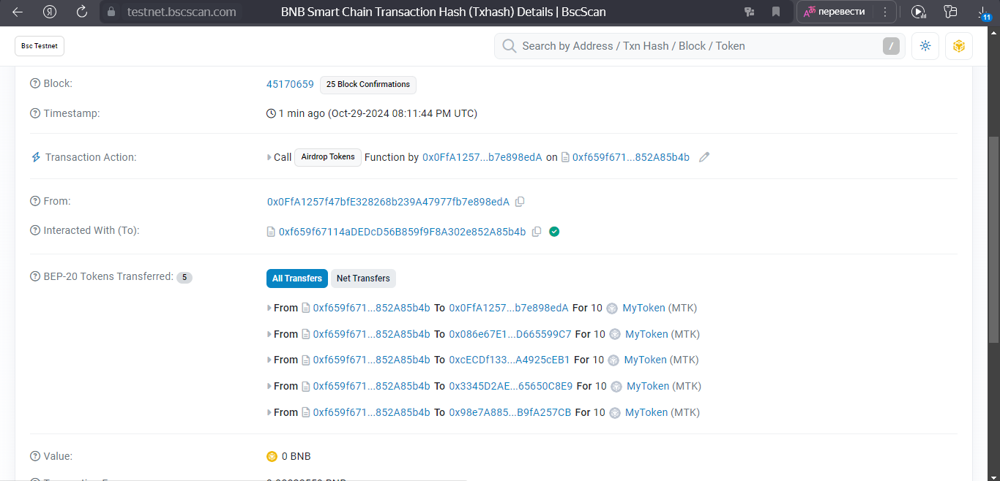 testnet.bscscan.com BNB Smart Chain Transaction Hash (Txhash) Details | BscScan перевести 11
Bsc Testnet Search by Address / Txn Hash / Block / Token /
Block: 45170659 25 Block Confirmations
Timestamp: 1 min ago (Oct-29-2024 08:11:44 PM UTC)
Transaction Action: Call Airdrop Tokens Function by 0x0FfA1257...b7e898edA on 0xf659f671...852A85b4b
From: 0x0FfA1257f47bfE328268b239A47977fb7e898edA
Interacted With (To): 0xf659f67114aDEDcD56B859f9F8A302e852A85b4b
BEP-20 Tokens Transferred: 5 All Transfers Net Transfers
From 0xf659f671...852A85b4b To 0x0FfA1257...b7e898edA For 10 MyToken (MTK)
From 0xf659f671...852A85b4b To 0x086e67E1...D665599C7 For 10 MyToken (MTK)
From 0xf659f671...852A85b4b To 0xcECDf133...A4925cEB1 For 10 MyToken (MTK)
From 0xf659f671...852A85b4b To 0x3345D2AE...65650C8E9 For 10 MyToken (MTK)
From 0xf659f671...852A85b4b To 0x98e7A885...B9fA257CB For 10 MyToken (MTK)
Value: 0 BNB